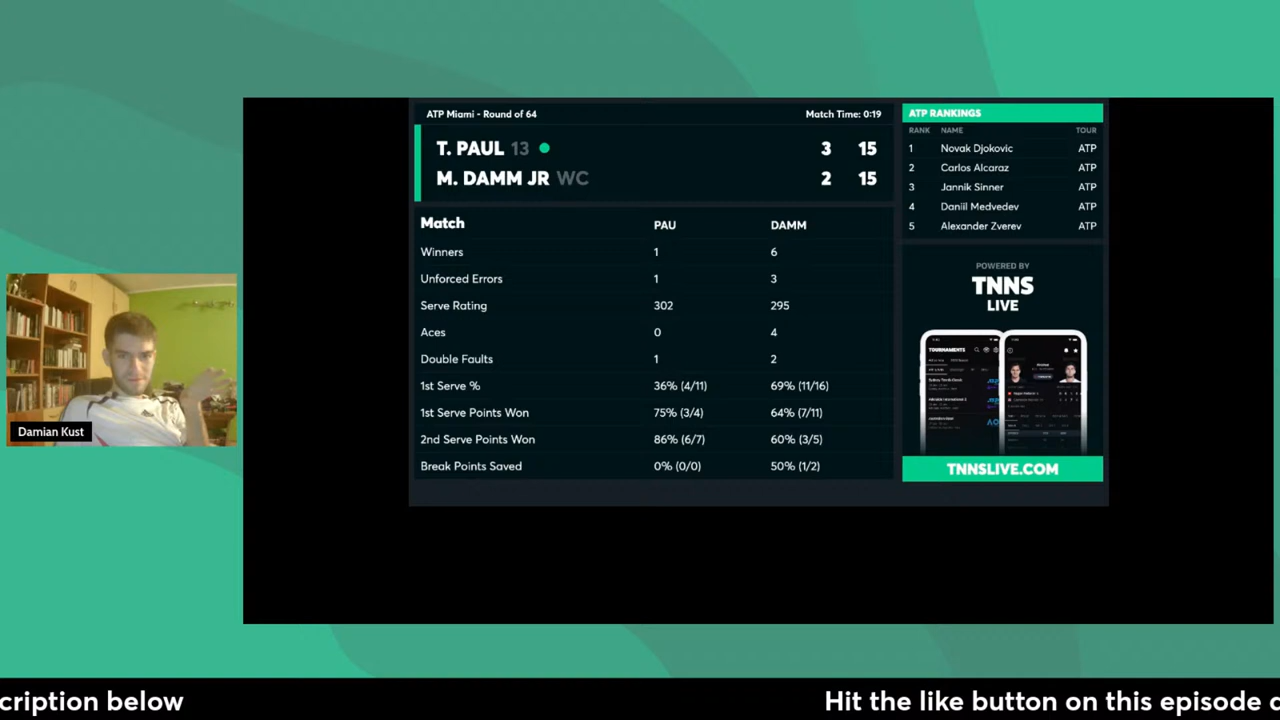 ATP Miami - Round of 64 Match Time: 0:19
T. PAUL 13 3 15
M. DAMM JR WC 2 15
Match PAU DAMM
Winners 1 6
Unforced Errors 1 3
Serve Rating 302 295
Aces 0 4
Double Faults 1 2
1st Serve % 36% (4/11) 69% (11/16)
1st Serve Points Won 75% (3/4) 64% (7/11)
2nd Serve Points Won 86% (6/7) 60% (3/5)
Break Points Saved 0% (0/0) 50% (1/2)
ATP RANKINGS
RANK NAME TOUR
1 Novak Djokovic ATP
2 Carlos Alcaraz ATP
3 Jannik Sinner ATP
4 Daniil Medvedev ATP
5 Alexander Zverev ATP
POWERED BY
TNNS
LIVE
TOURNAMENTS
TNNSLIVE.COM
Damian Kust
cription below Hit the like button on this episode